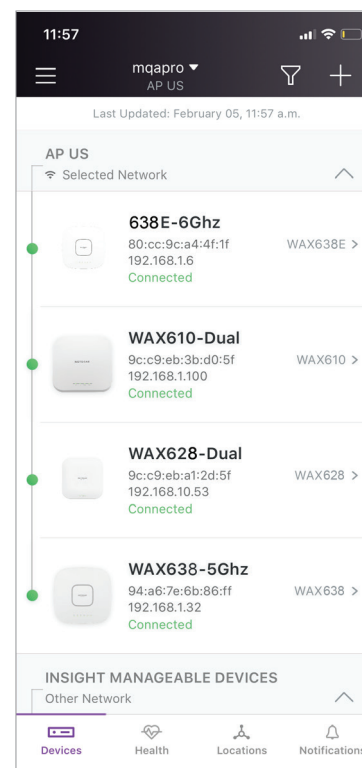 11:57
mqapro ▼
AP US
Last Updated: February 05, 11:57 a.m.
AP US
Selected Network
638E-6Ghz
80:cc:9c:a4:4f:1f
WAX638E >
192.168.1.6
Connected
WAX610-Dual
9c:c9:eb:3b:d0:5f
WAX610 >
192.168.1.100
Connected
WAX628-Dual
9c:c9:eb:a1:2d:5f
WAX628 >
192.168.10.53
Connected
WAX638-5Ghz
94:a6:7e:6b:86:ff
WAX638 >
192.168.1.32
Connected
INSIGHT MANAGEABLE DEVICES
Other Network
Devices Health Locations Notifications